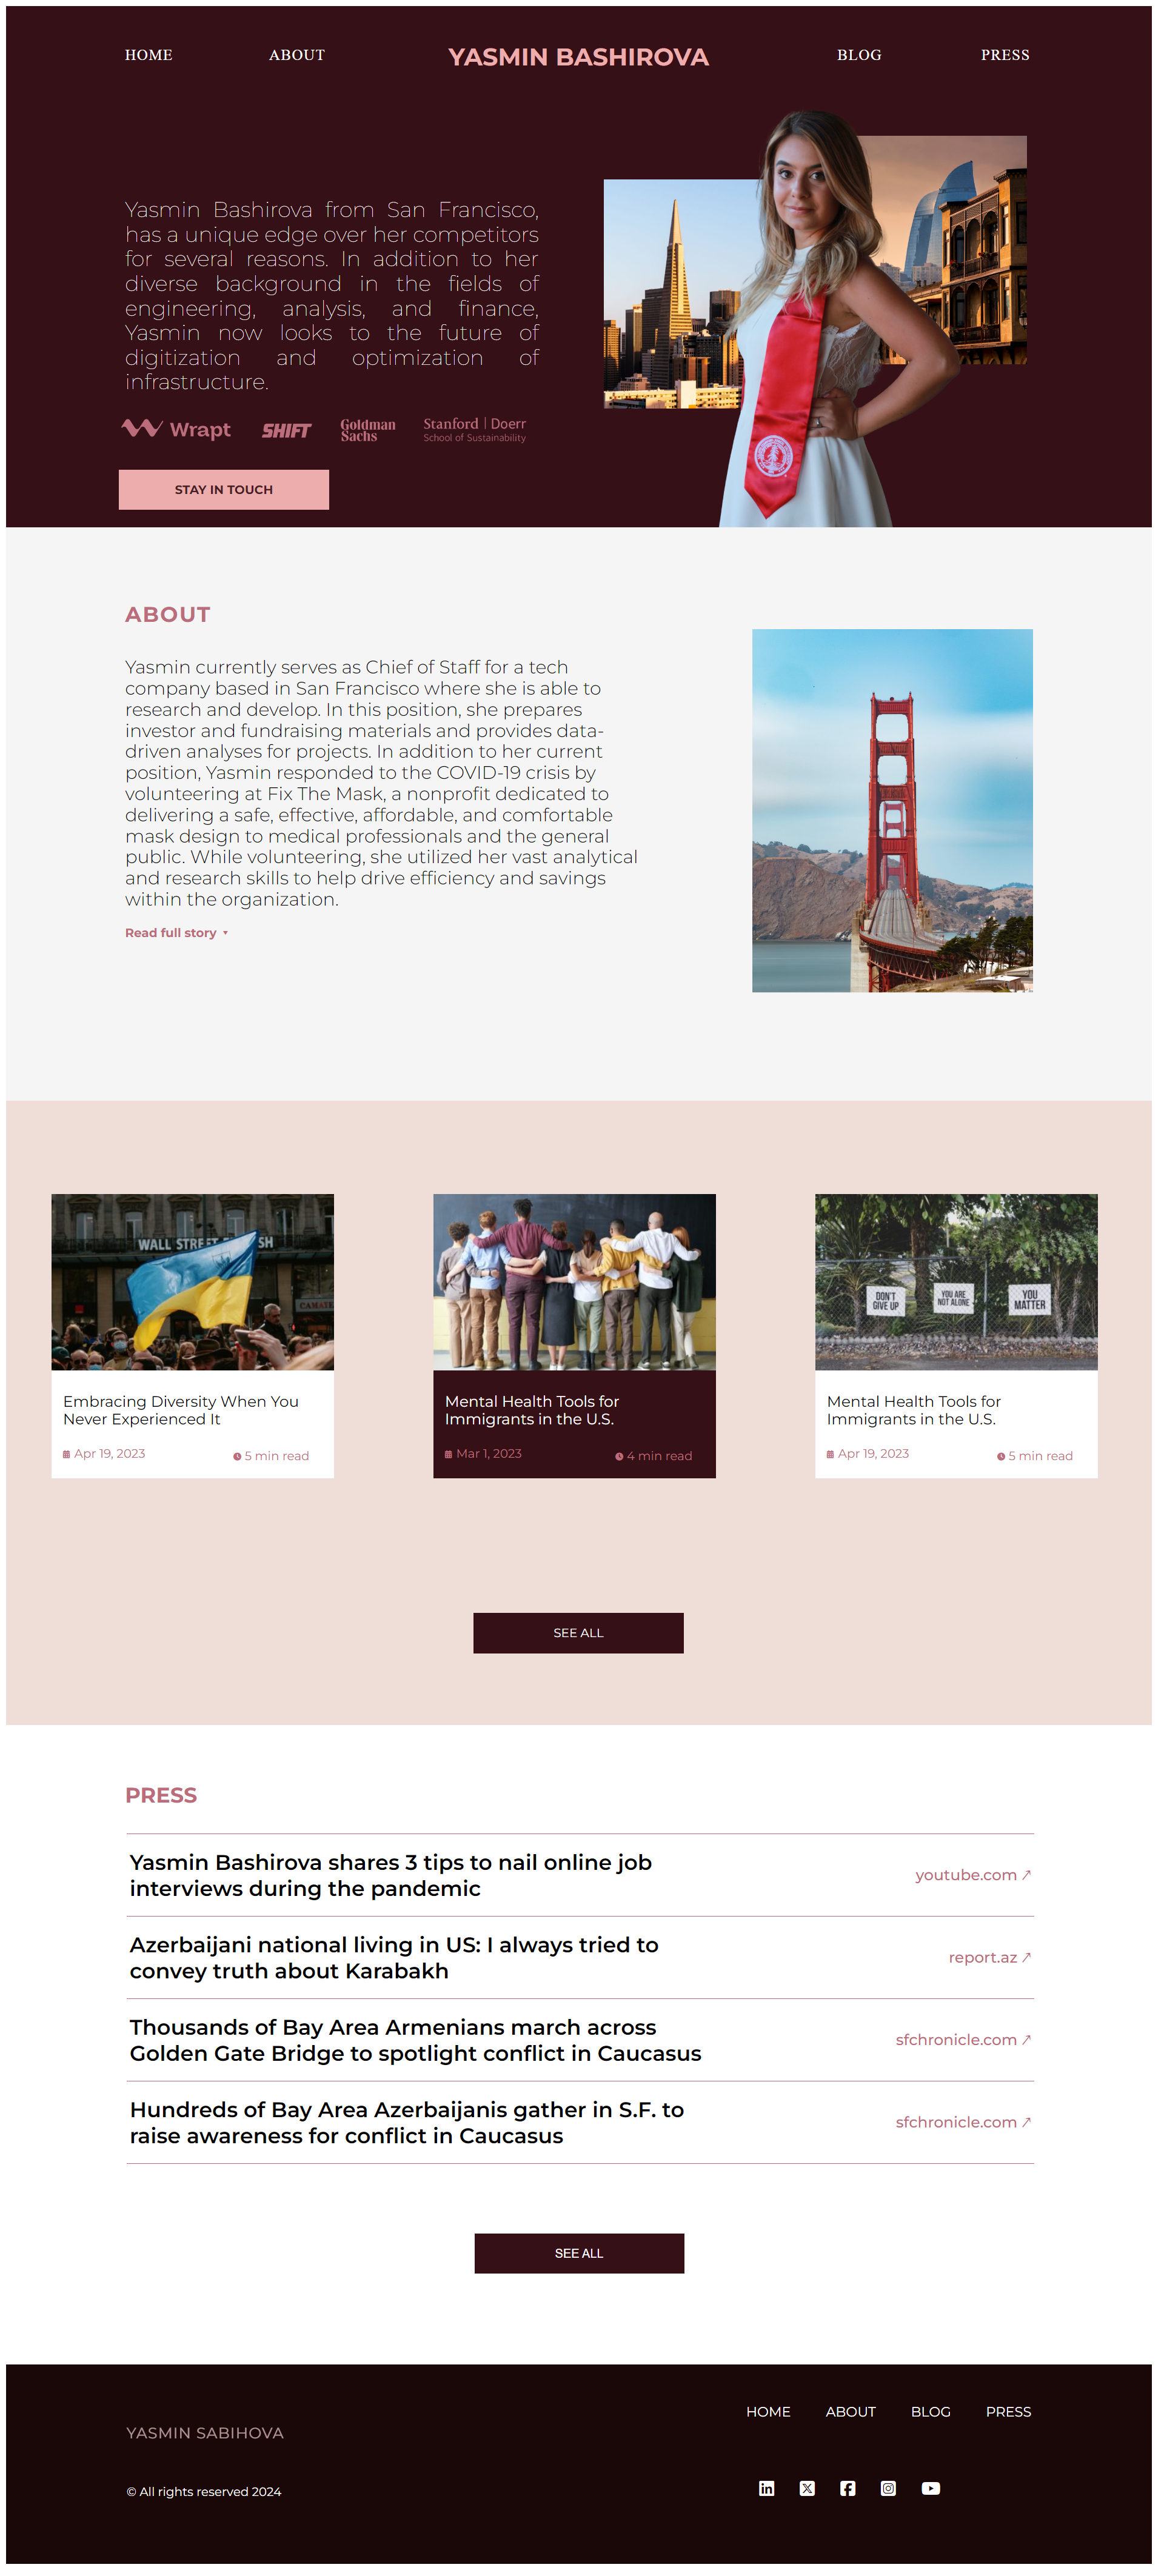 HOME ABOUT YASMIN BASHIROVA BLOG PRESS
Yasmin Bashirova from San Francisco,
has a unique edge over her competitors
for several reasons. In addition to her
diverse background in the fields of
engineering, analysis, and finance,
Yasmin now looks to the future of
digitization and optimization of
infrastructure.
Wrapt SHIFT Goldman Sachs Stanford | Doerr School of Sustainability
STAY IN TOUCH
ABOUT
Yasmin currently serves as Chief of Staff for a tech
company based in San Francisco where she is able to
research and develop. In this position, she prepares
investor and fundraising materials and provides data-
driven analyses for projects. In addition to her current
position, Yasmin responded to the COVID-19 crisis by
volunteering at Fix The Mask, a nonprofit dedicated to
delivering a safe, effective, affordable, and comfortable
mask design to medical professionals and the general
public. While volunteering, she utilized her vast analytical
and research skills to help drive efficiency and savings
within the organization.
Read full story ▼
WALL STREET SH
Embracing Diversity When You
Never Experienced It
Apr 19, 2023 5 min read
Mental Health Tools for
Immigrants in the U.S.
Mar 1, 2023 4 min read
DON'T
GIVE UP
YOU ARE
NOT ALONE
YOU
MATTER
Mental Health Tools for
Immigrants in the U.S.
Apr 19, 2023 5 min read
SEE ALL
PRESS
Yasmin Bashirova shares 3 tips to nail online job
interviews during the pandemic
youtube.com ↗
Azerbaijani national living in US: I always tried to
convey truth about Karabakh
report.az ↗
Thousands of Bay Area Armenians march across
Golden Gate Bridge to spotlight conflict in Caucasus
sfchronicle.com ↗
Hundreds of Bay Area Azerbaijanis gather in S.F. to
raise awareness for conflict in Caucasus
sfchronicle.com ↗
SEE ALL
HOME ABOUT BLOG PRESS
YASMIN SABIHOVA
© All rights reserved 2024